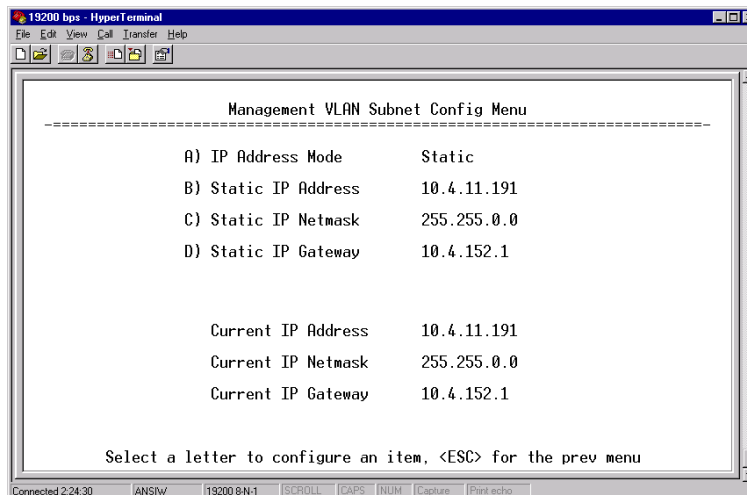 19200 bps - HyperTerminal
File Edit View Call Transfer Help
Management VLAN Subnet Config Menu
-==========================================================================-
A) IP Address Mode Static
B) Static IP Address 10.4.11.191
C) Static IP Netmask 255.255.0.0
D) Static IP Gateway 10.4.152.1
Current IP Address 10.4.11.191
Current IP Netmask 255.255.0.0
Current IP Gateway 10.4.152.1
Select a letter to configure an item, <ESC> for the prev menu
Connected 2:24:30 ANSIW 19200 8-N-1 SCROLL CAPS NUM Capture Print echo